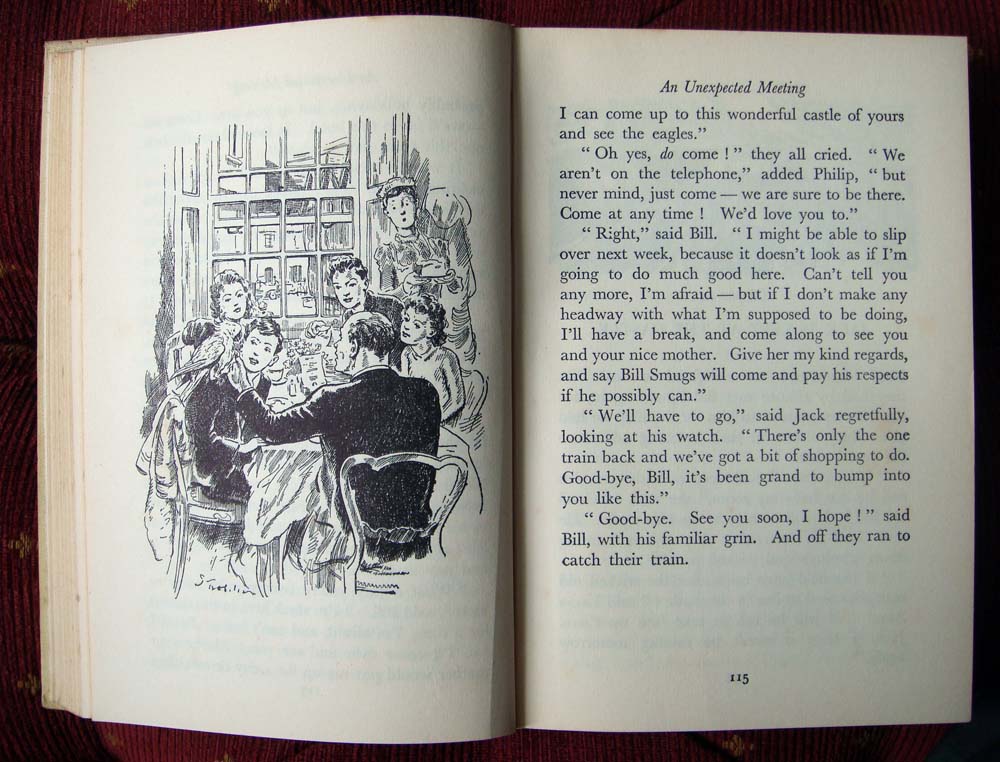 An Unexpected Meeting
I can come up to this wonderful castle of yours
and see the eagles.”
“ Oh yes, do come ! ” they all cried. “ We
aren’t on the telephone,” added Philip, “ but
never mind, just come — we are sure to be there.
Come at any time ! We’d love you to.”
“ Right,” said Bill. “ I might be able to slip
over next week, because it doesn’t look as if I’m
going to do much good here. Can’t tell you
any more, I’m afraid — but if I don’t make any
headway with what I’m supposed to be doing,
I’ll have a break, and come along to see you
and your nice mother. Give her my kind regards,
and say Bill Smugs will come and pay his respects
if he possibly can.”
“ We’ll have to go,” said Jack regretfully,
looking at his watch. “ There’s only the one
train back and we’ve got a bit of shopping to do.
Good-bye, Bill, it’s been grand to bump into
you like this.”
“ Good-bye. See you soon, I hope ! ” said
Bill, with his familiar grin. And off they ran to
catch their train.
115